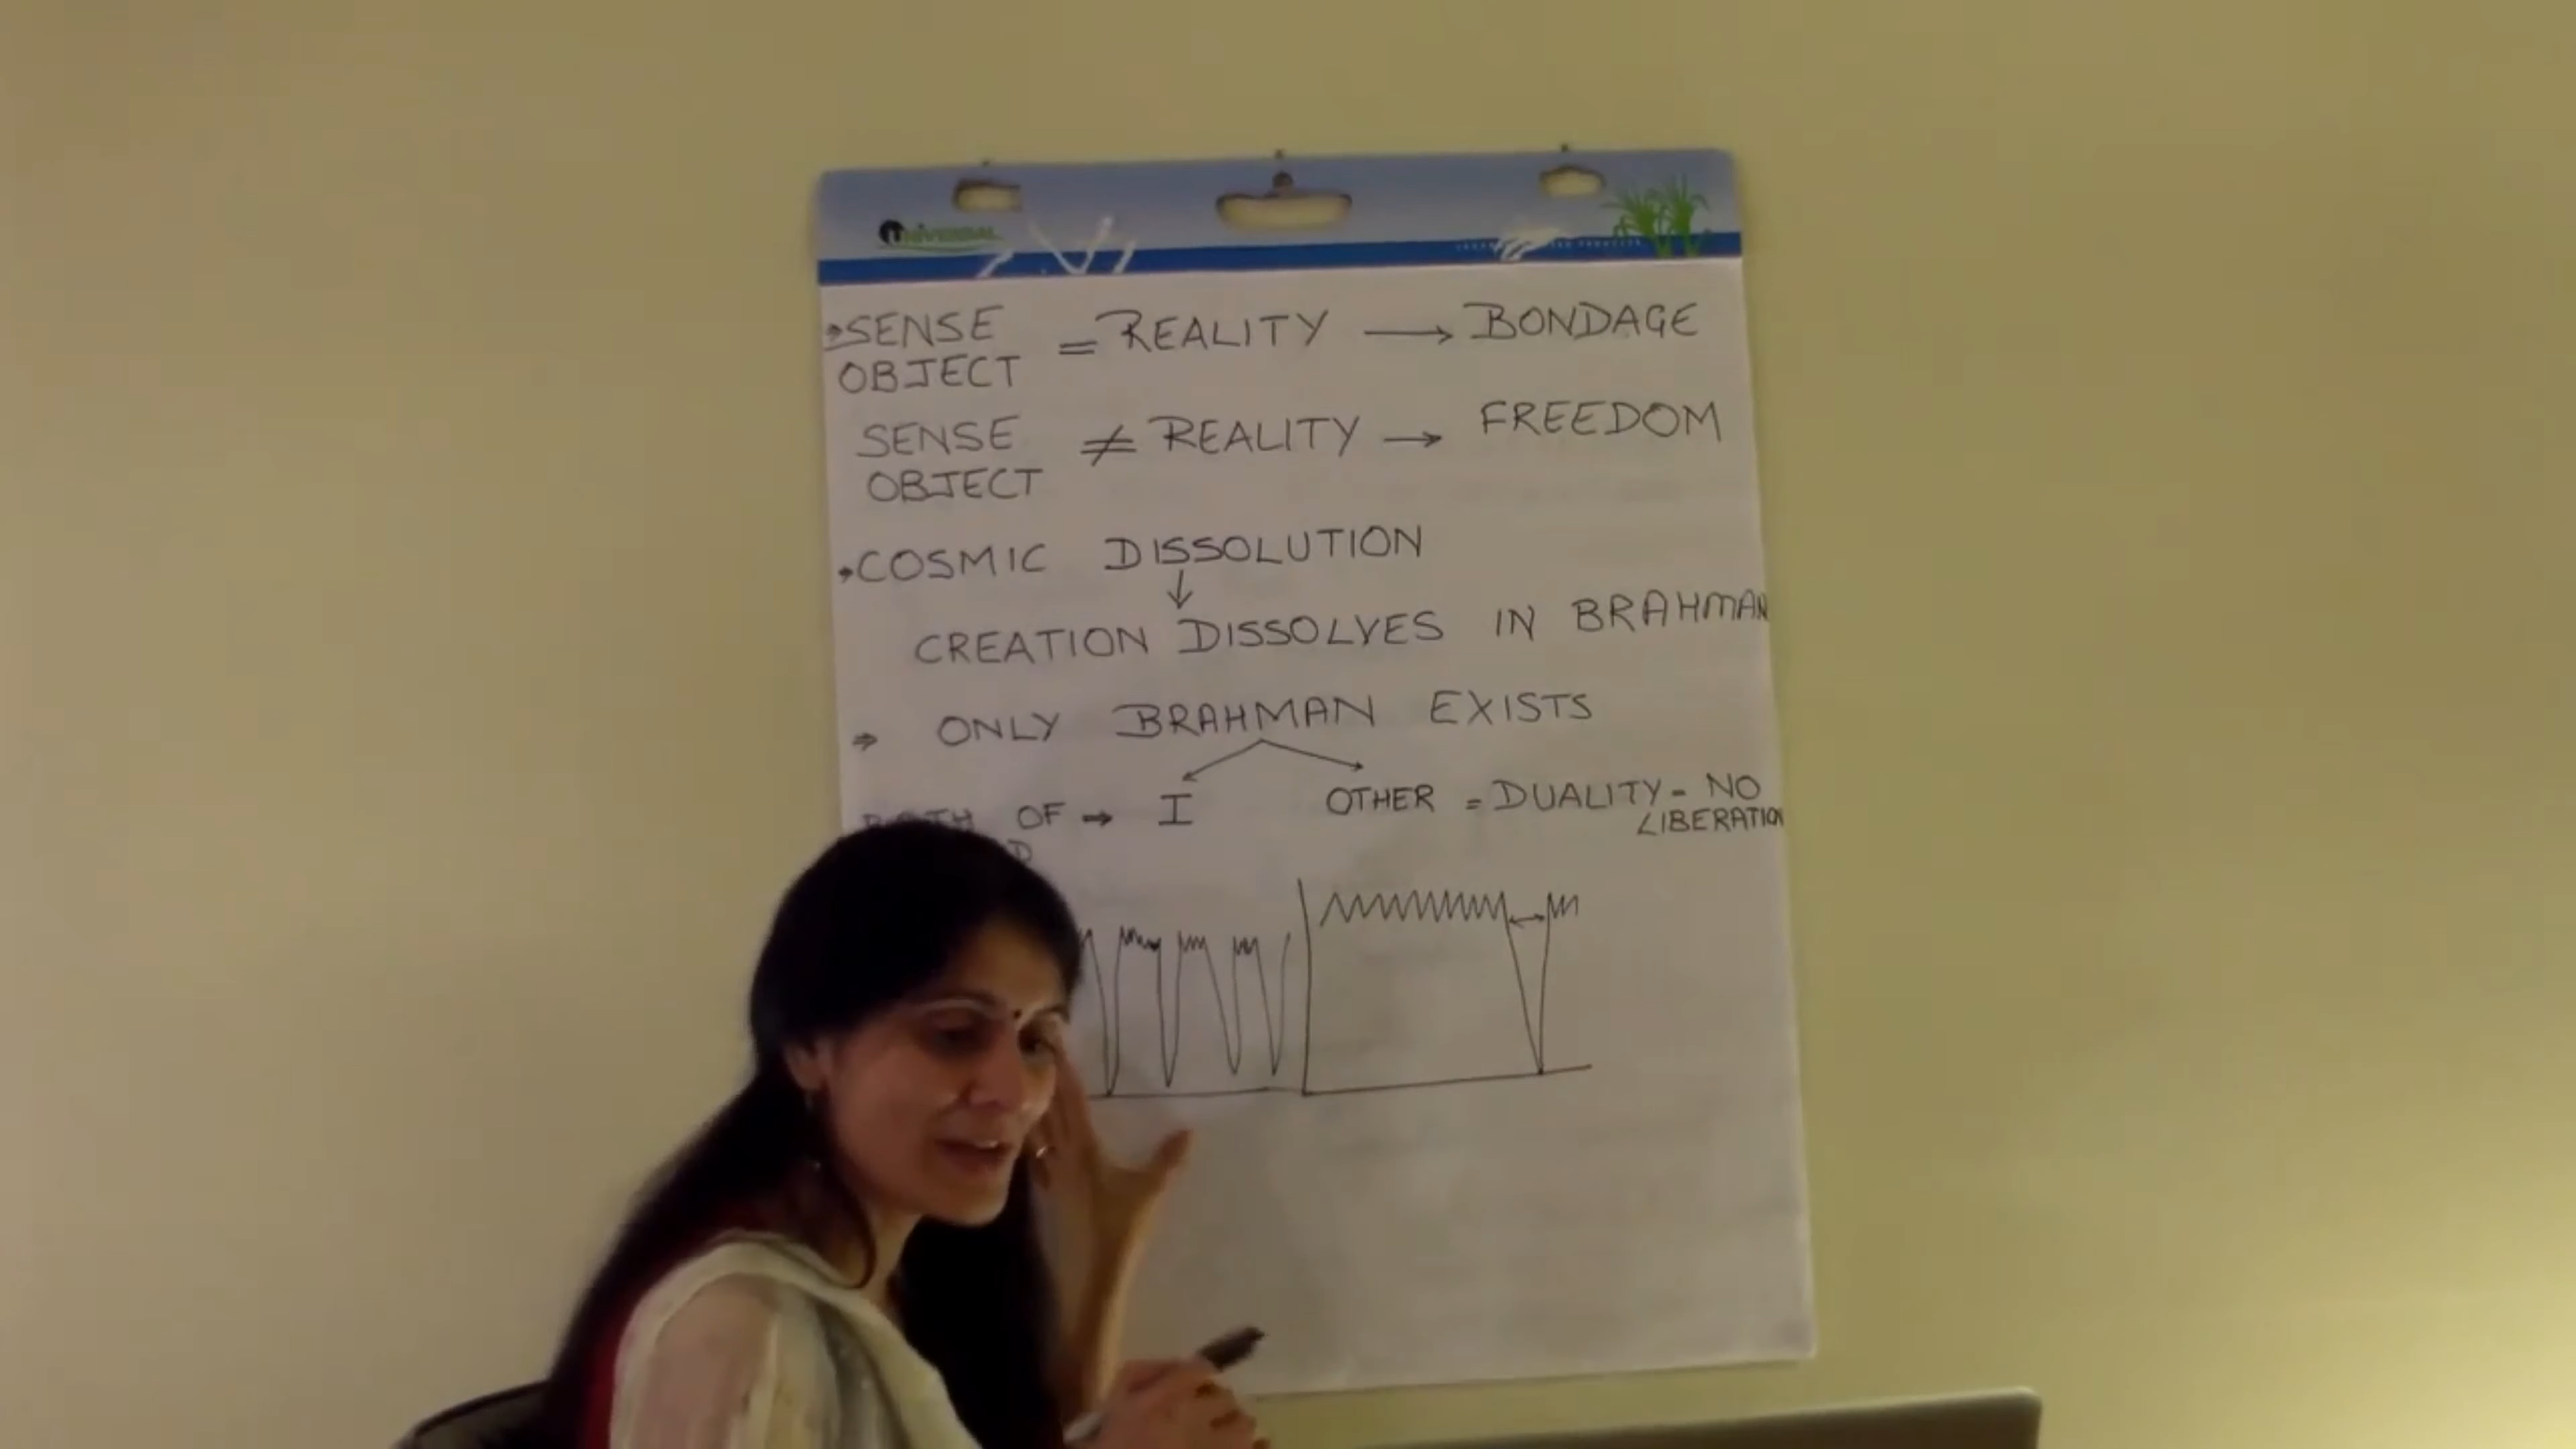 UNIVERSAL
SENSE OBJECT = REALITY → BONDAGE
SENSE OBJECT ≠ REALITY → FREEDOM
COSMIC DISSOLUTION
↓
CREATION DISSOLVES IN BRAHMAN
⇒ ONLY BRAHMAN EXISTS
OF → I OTHER = DUALITY = NO LIBERATION